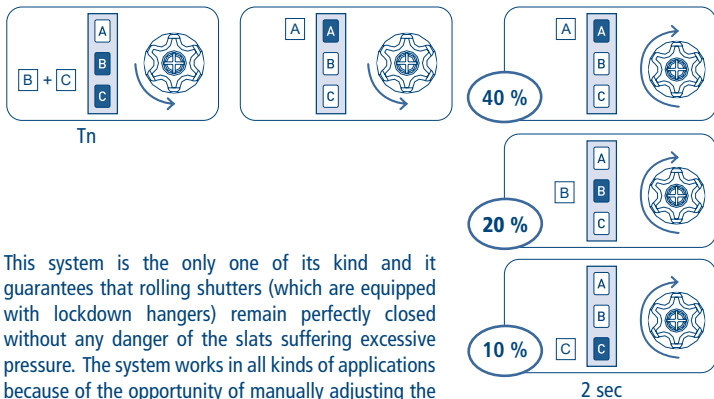 A
B
C
B + C
Tn
A
A
B
C
A
A
B
C
40 %
A
B
B
C
20 %
A
B
C
C
10 %
2 sec
This system is the only one of its kind and it
guarantees that rolling shutters (which are equipped
with lockdown hangers) remain perfectly closed
without any danger of the slats suffering excessive
pressure. The system works in all kinds of applications
because of the opportunity of manually adjusting the